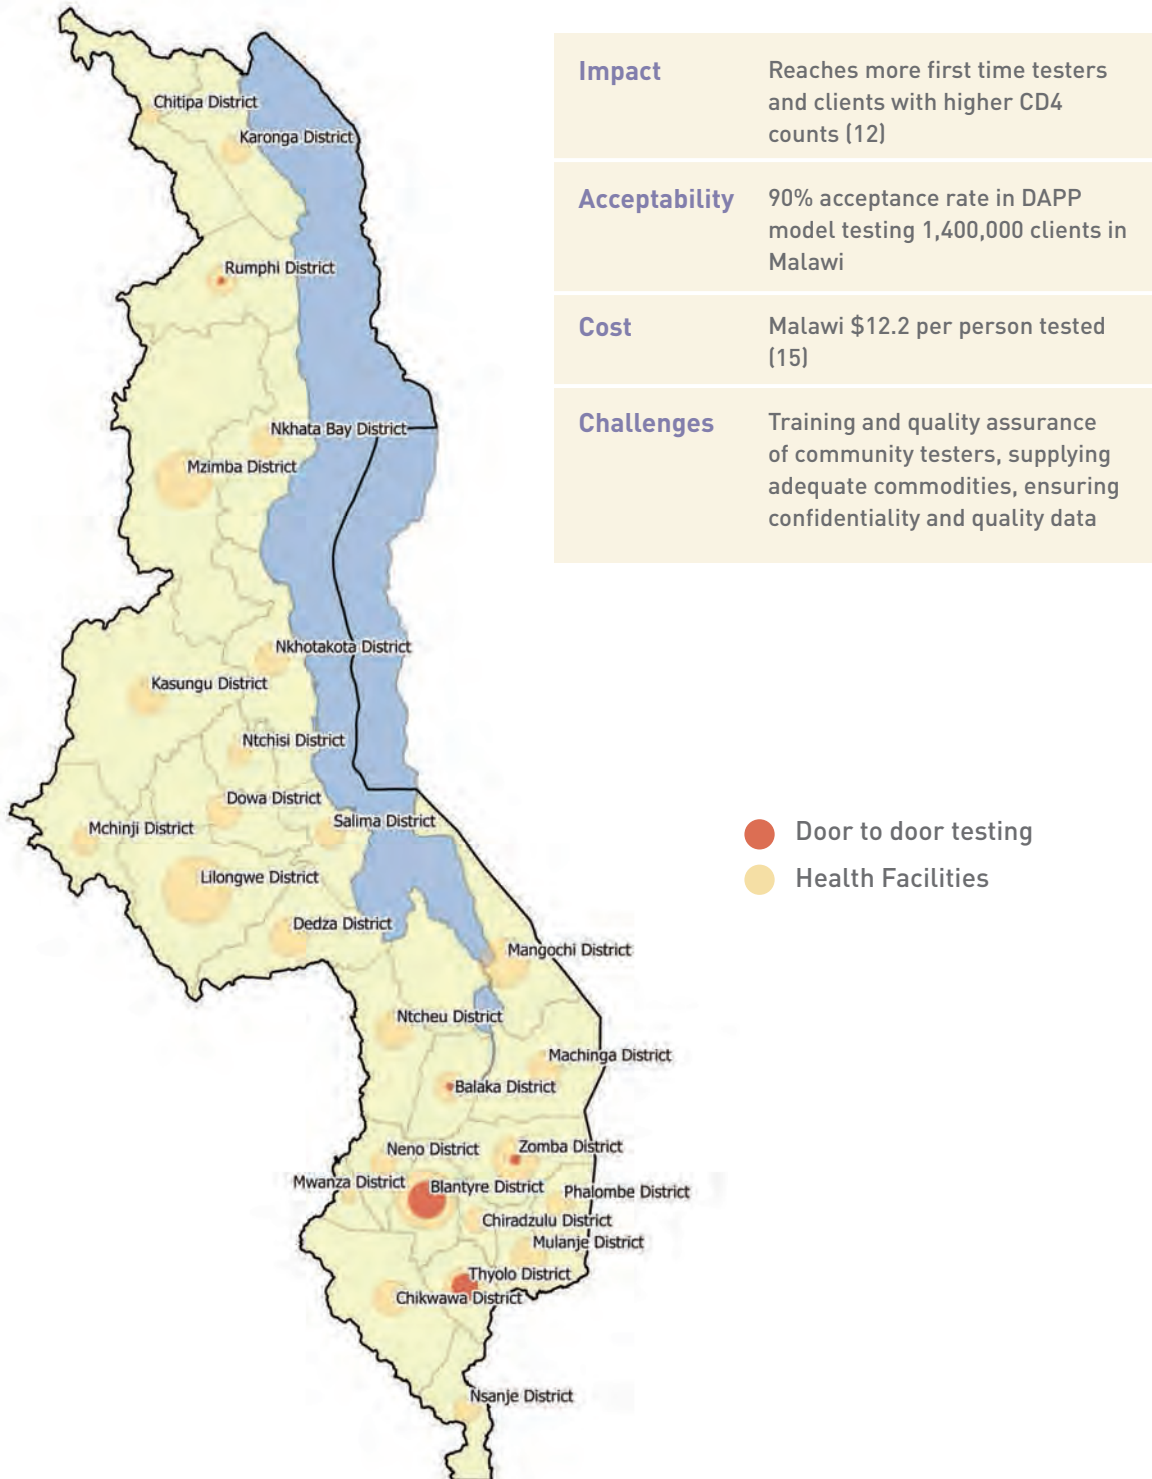 Chitipa District
Karonga District
Rumphi District
Nkhata Bay District
Mzimba District
Nkhotakota District
Kasungu District
Ntchisi District
Dowa District
Salima District
Mchinji District
Lilongwe District
Dedza District
Mangochi District
Ntcheu District
Machinga District
Balaka District
Neno District
Zomba District
Mwanza District
Blantyre District
Phalombe District
Chiradzulu District
Mulanje District
Thyolo District
Chikwawa District
Nsanje District
Impact
Reaches more first time testers
and clients with higher CD4
counts (12)
Acceptability
90% acceptance rate in DAPP
model testing 1,400,000 clients in
Malawi
Cost
Malawi $12.2 per person tested
(15)
Challenges
Training and quality assurance
of community testers, supplying
adequate commodities, ensuring
confidentiality and quality data
Door to door testing
Health Facilities